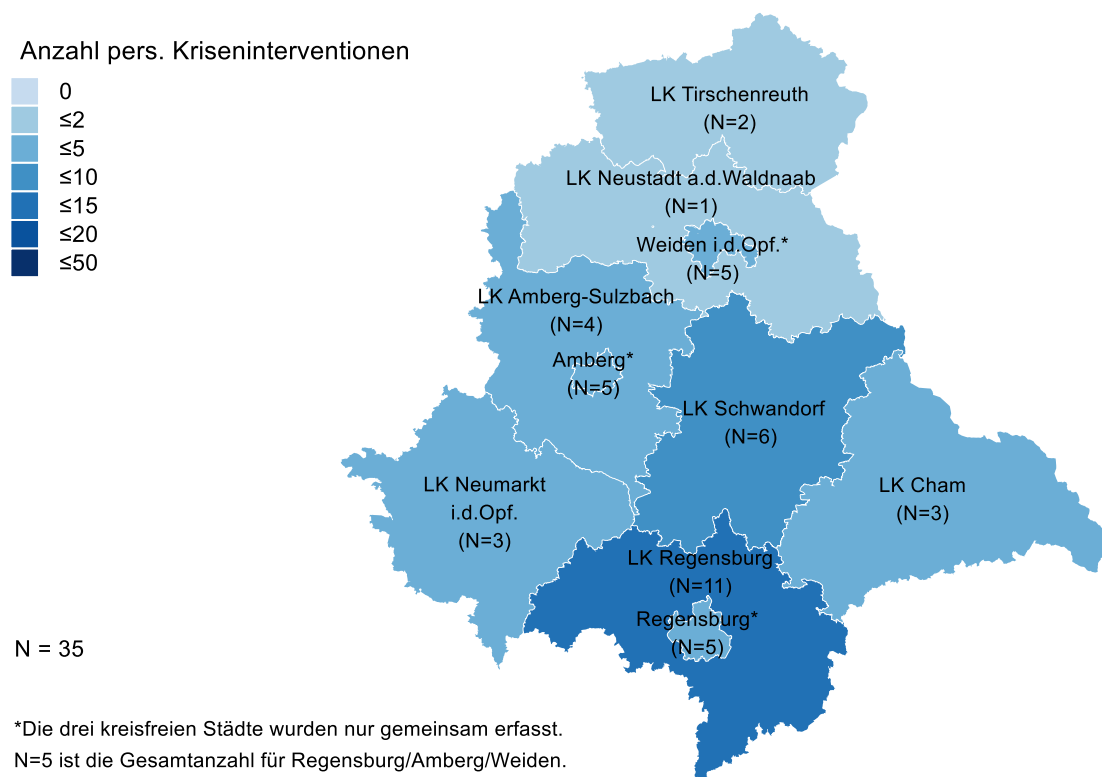 Anzahl pers. Kriseninterventionen
0
≤2
≤5
≤10
≤15
≤20
≤50
LK Tirschenreuth
(N=2)
LK Neustadt a.d.Waldnaab
(N=1)
Weiden i.d.Opf.*
(N=5)
LK Amberg-Sulzbach
(N=4)
Amberg*
(N=5)
LK Schwandorf
(N=6)
LK Neumarkt
i.d.Opf.
(N=3)
LK Cham
(N=3)
LK Regensburg
(N=11)
Regensburg*
(N=5)
N = 35
*Die drei kreisfreien Städte wurden nur gemeinsam erfasst.
N=5 ist die Gesamtanzahl für Regensburg/Amberg/Weiden.